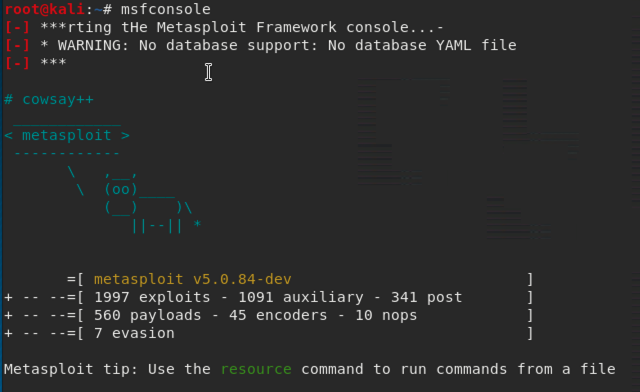 root@kali:~# msfconsole
[-] ***rting tHe Metasploit Framework console...-
[-] * WARNING: No database support: No database YAML file
[-] ***

# cowsay++
 ____________
< metasploit >
 ------------
       \   ,__,
        \  (oo)____
           (__)    )\
              ||--|| *

       =[ metasploit v5.0.84-dev                          ]
+ -- --=[ 1997 exploits - 1091 auxiliary - 341 post       ]
+ -- --=[ 560 payloads - 45 encoders - 10 nops            ]
+ -- --=[ 7 evasion                                       ]

Metasploit tip: Use the resource command to run commands from a file